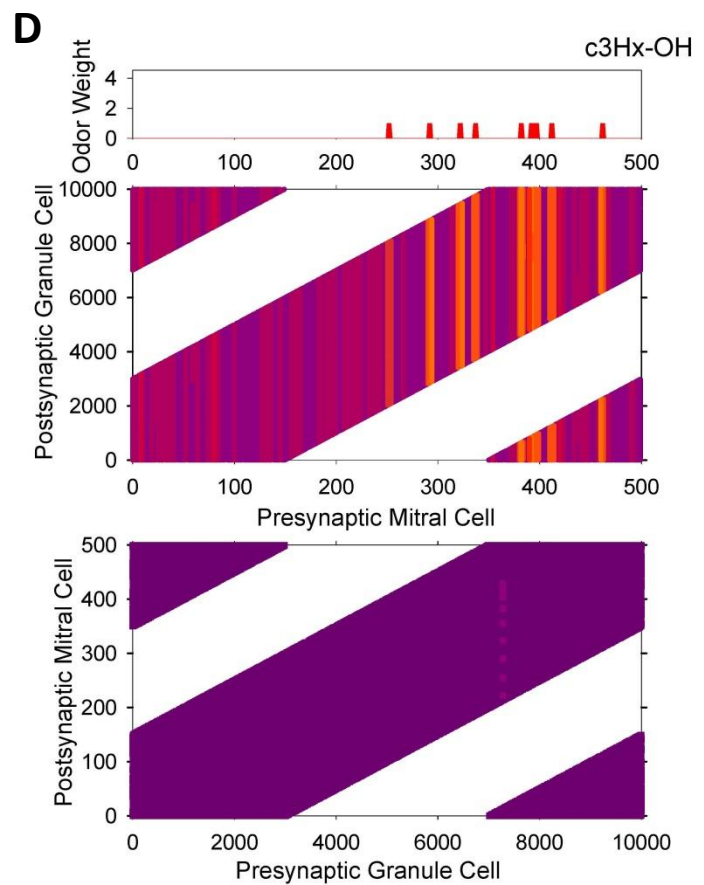 D
c3Hx-OH
Odor Weight
4
2
0
0 100 200 300 400 500
Postsynaptic Granule Cell
10000
8000
6000
4000
2000
0
0 100 200 300 400 500
Presynaptic Mitral Cell
Postsynaptic Mitral Cell
500
400
300
200
100
0
0 2000 4000 6000 8000 10000
Presynaptic Granule Cell